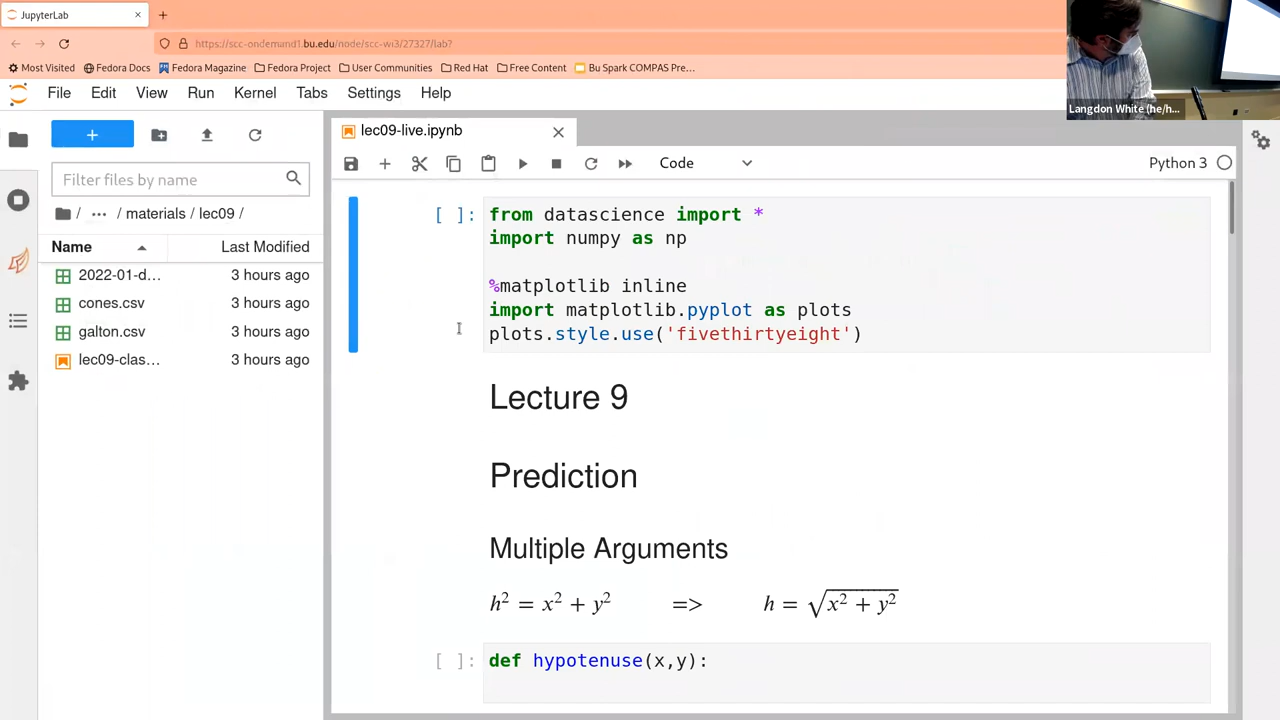 JupyterLab
https://scc-ondemand1.bu.edu/node/scc-wi3/27327/lab?
Most Visited Fedora Docs Fedora Magazine Fedora Project User Communities Red Hat Free Content Bu Spark COMPAS Pre…
Langdon White (he/h...
File Edit View Run Kernel Tabs Settings Help
lec09-live.ipynb
Filter files by name
Code
Python 3
/ ··· / materials / lec09 /
Name Last Modified
2022-01-d… 3 hours ago
cones.csv 3 hours ago
galton.csv 3 hours ago
lec09-clas… 3 hours ago
[ ]: from datascience import *
import numpy as np
%matplotlib inline
import matplotlib.pyplot as plots
plots.style.use('fivethirtyeight')
Lecture 9
Prediction
Multiple Arguments
h² = x² + y² => h = √x² + y²
[ ]: def hypotenuse(x,y):